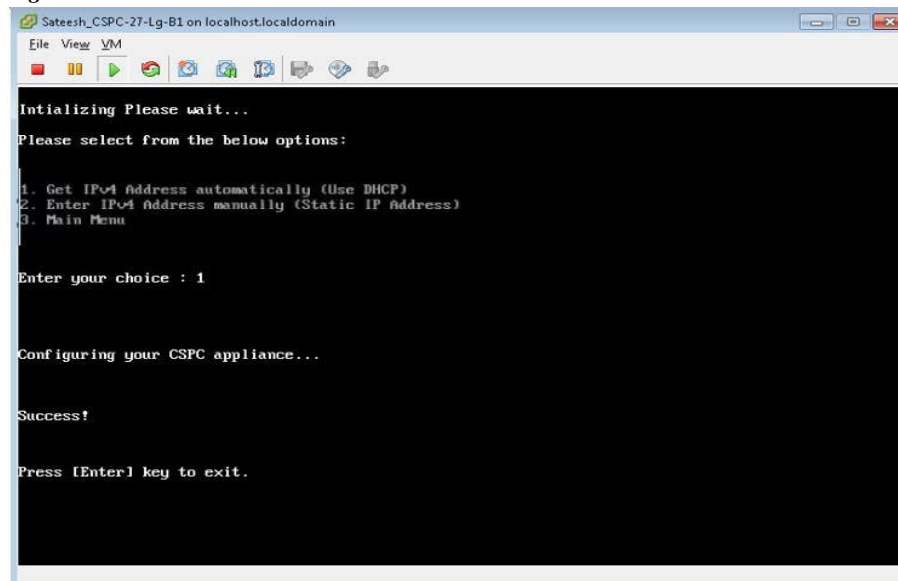 Sateesh_CSPC-27-Lg-B1 on localhost.localdomain
File View VM
Intializing Please wait...
Please select from the below options:
1. Get IPv4 Address automatically (Use DHCP)
2. Enter IPv4 Address manually (Static IP Address)
3. Main Menu
Enter your choice : 1
Configuring your CSPC appliance...
Success!
Press [Enter] key to exit.